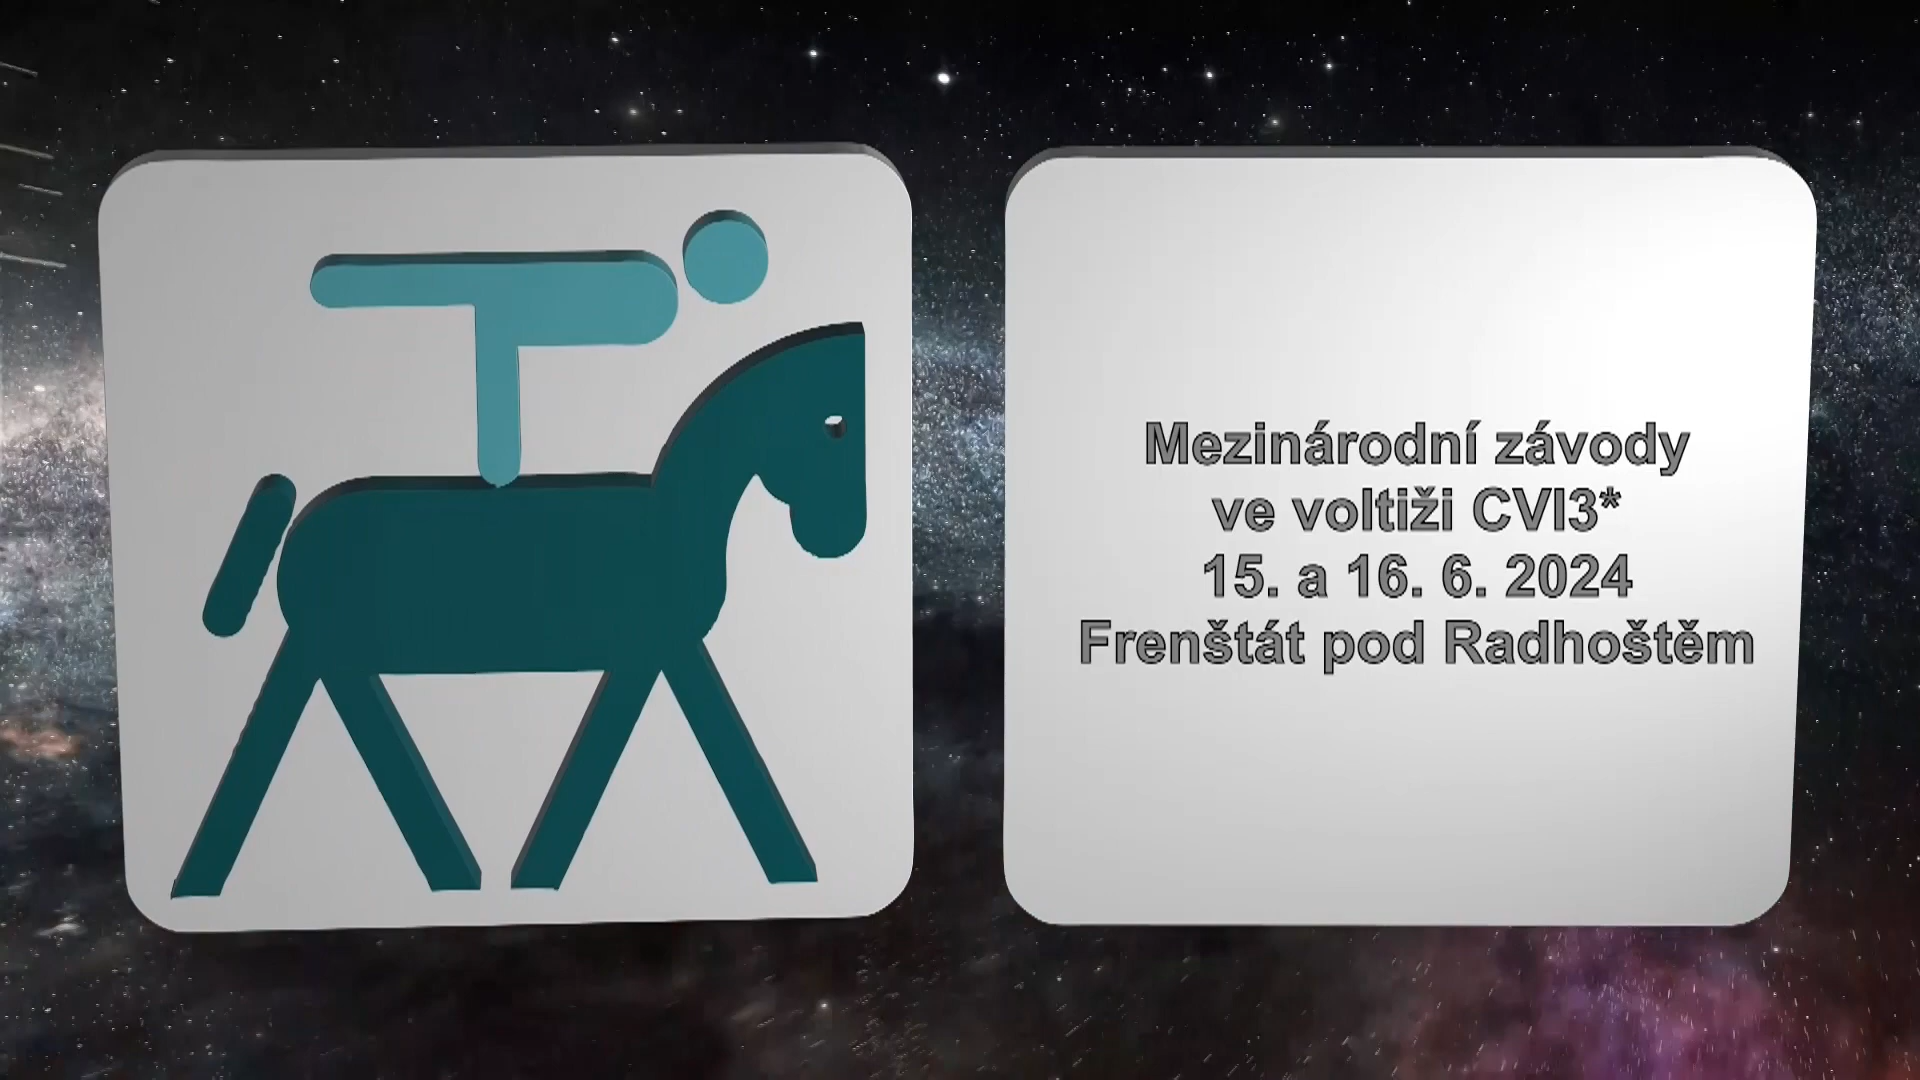 Mezinárodní závody
ve voltiži CVI3*
15. a 16. 6. 2024
Frenštát pod Radhoštěm